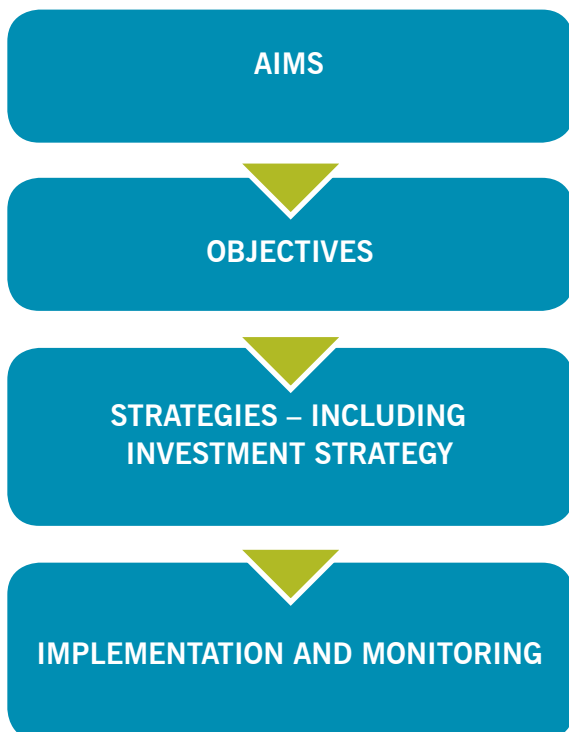 AIMS
OBJECTIVES
STRATEGIES – INCLUDING
INVESTMENT STRATEGY
IMPLEMENTATION AND MONITORING